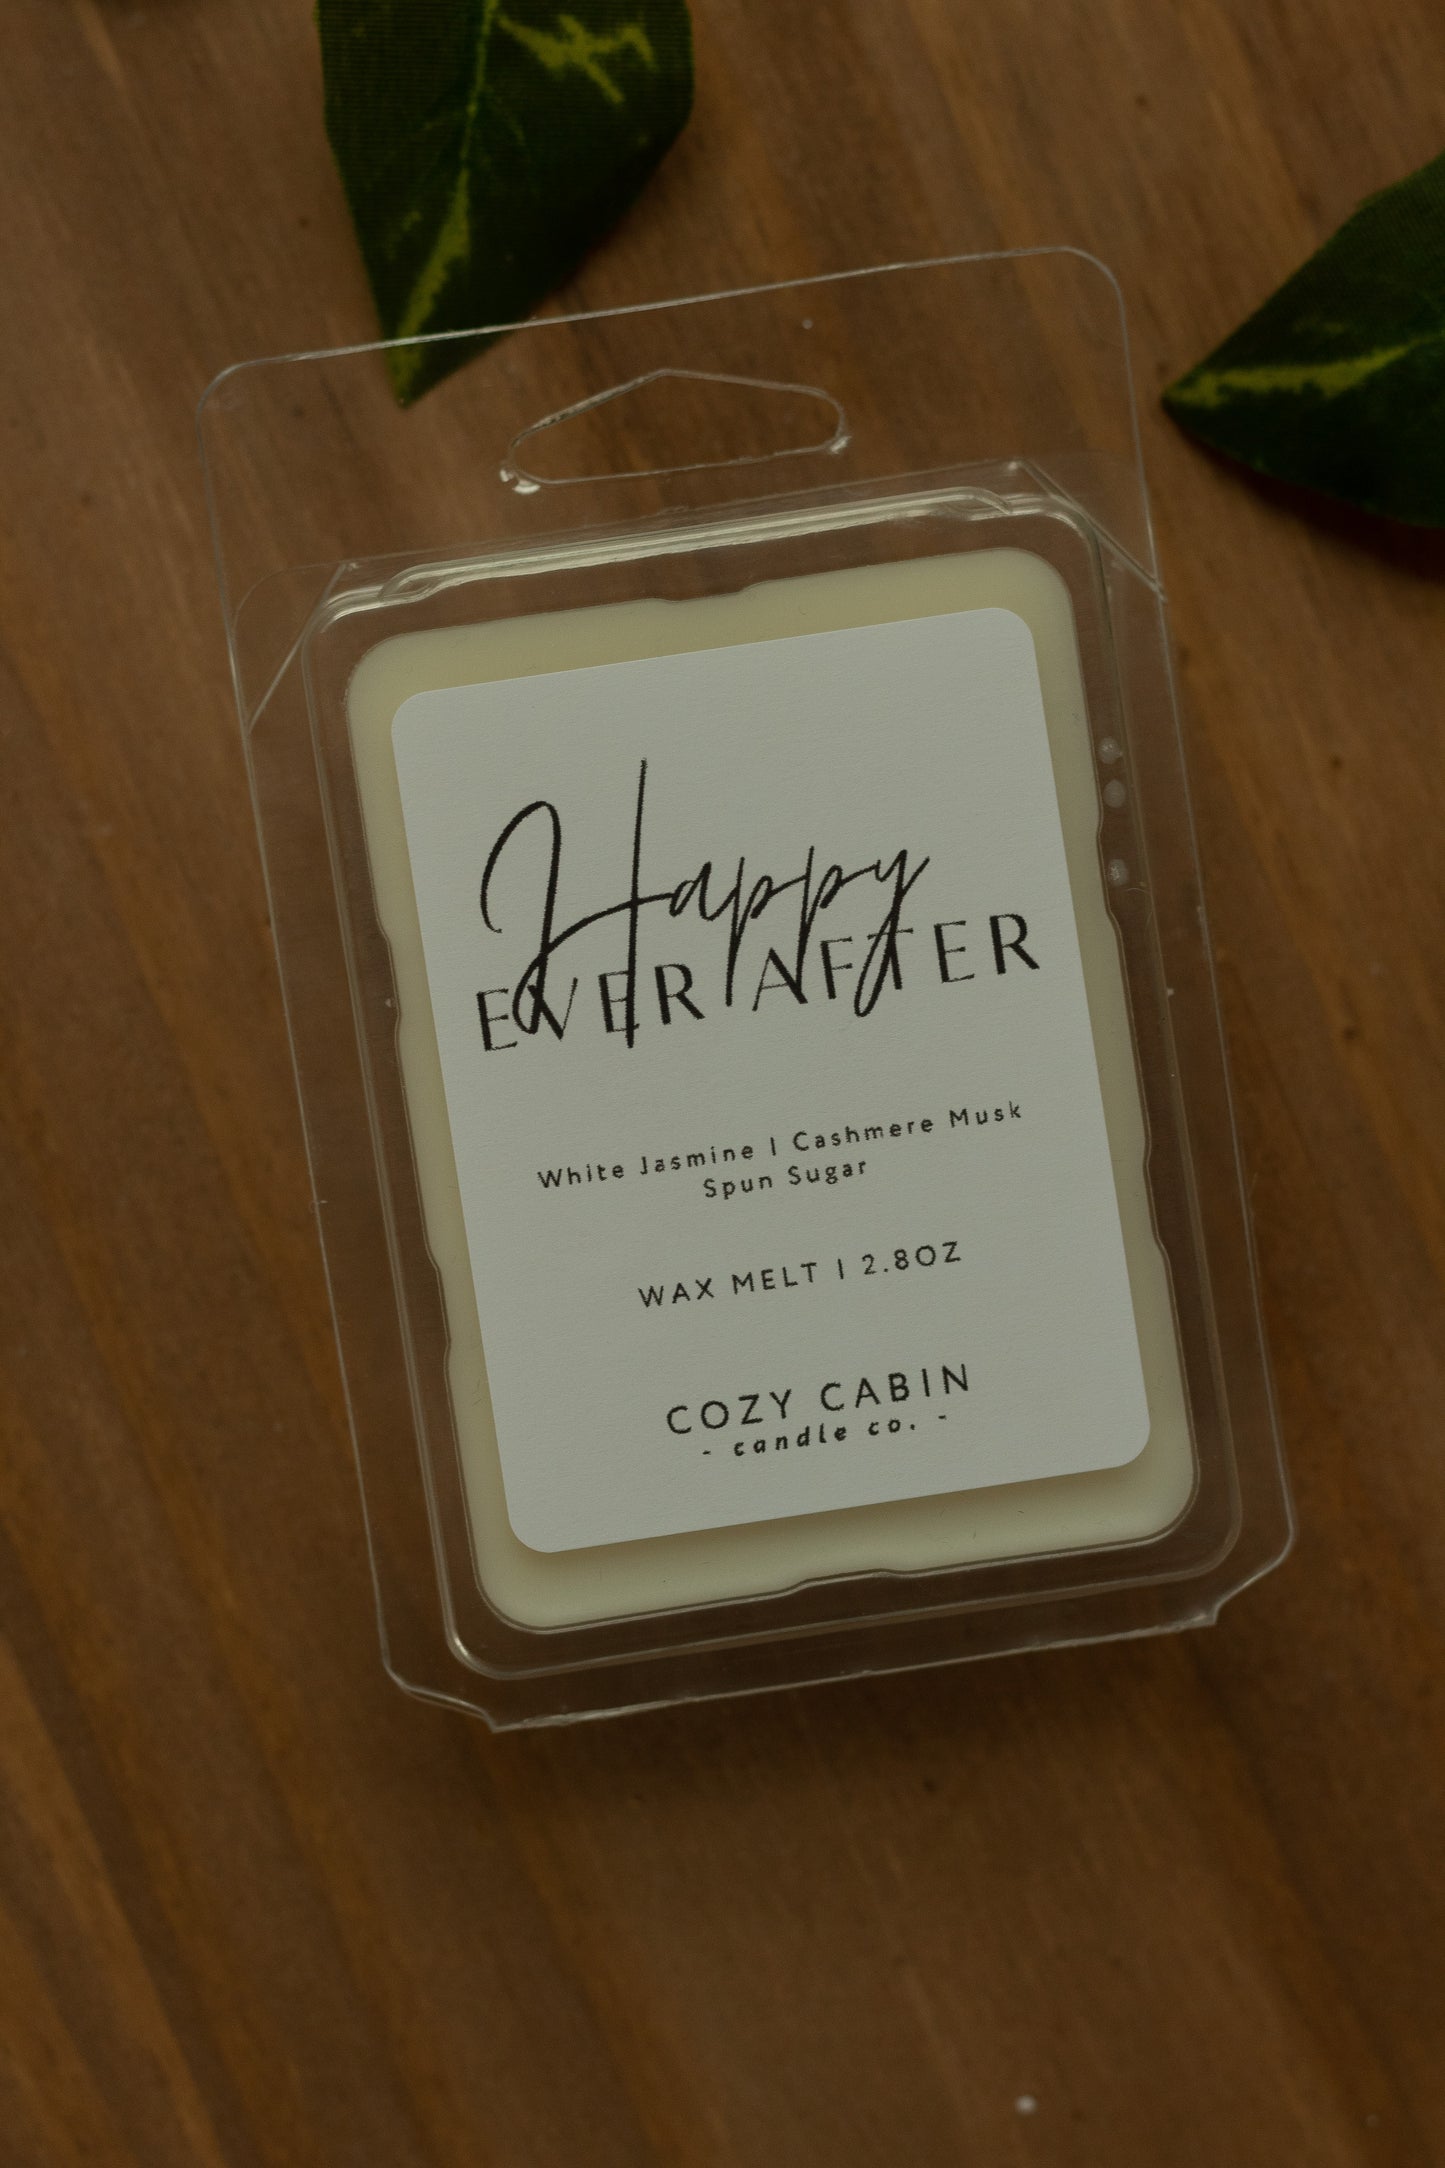 Happy
EVER AFTER
White Jasmine | Cashmere Musk
Spun Sugar
WAX MELT | 2.8OZ
COZY CABIN
- candle co. -